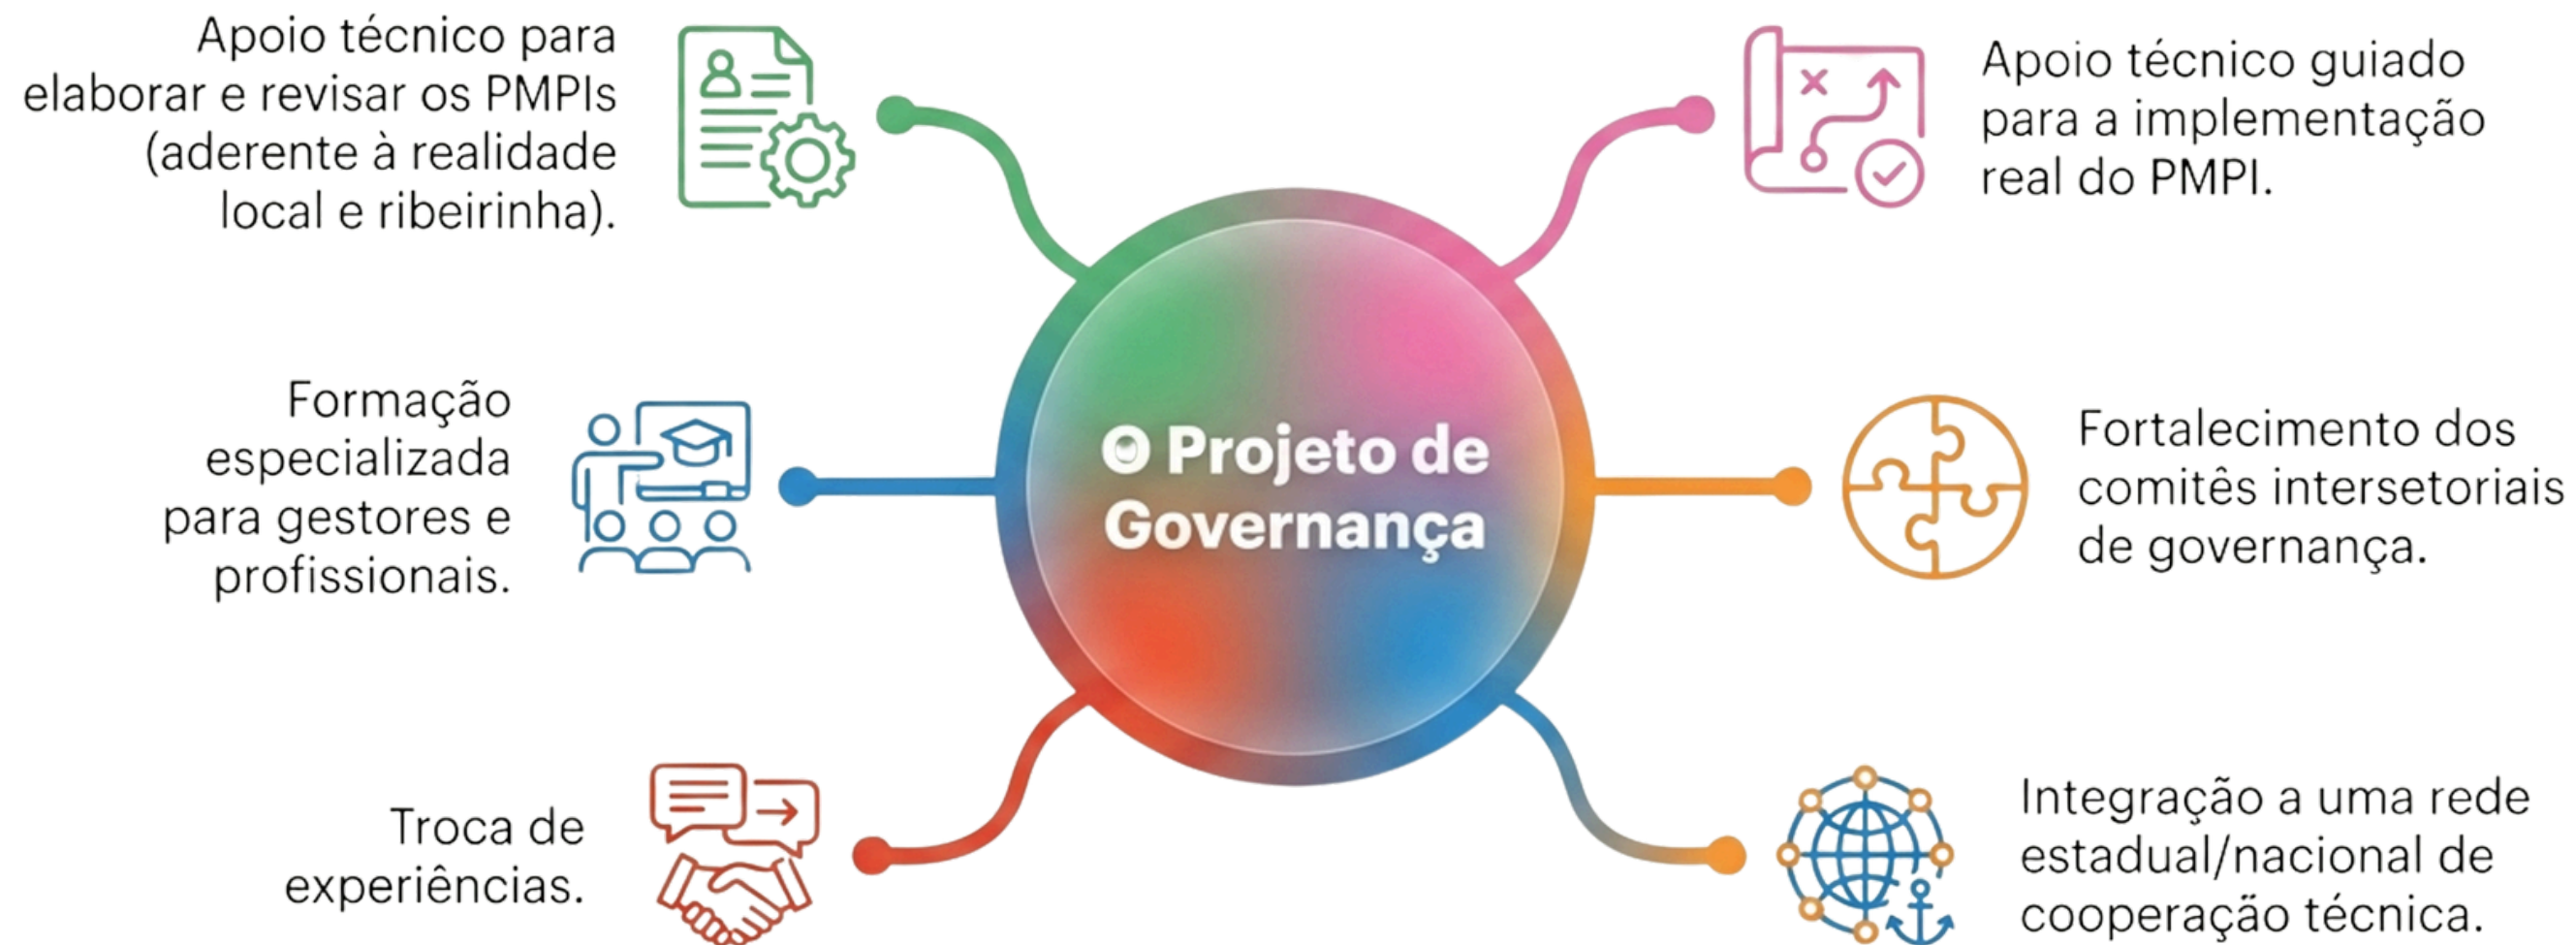 Apoio técnico para
elaborar e revisar os PMPIs
(aderente à realidade
local e ribeirinha).
Apoio técnico guiado
para a implementação
real do PMPI.
Formação
especializada
para gestores e
profissionais.
O Projeto de
Governança
Fortalecimento dos
comitês intersetoriais
de governança.
Troca de
experiências.
Integração a uma rede
estadual/nacional de
cooperação técnica.